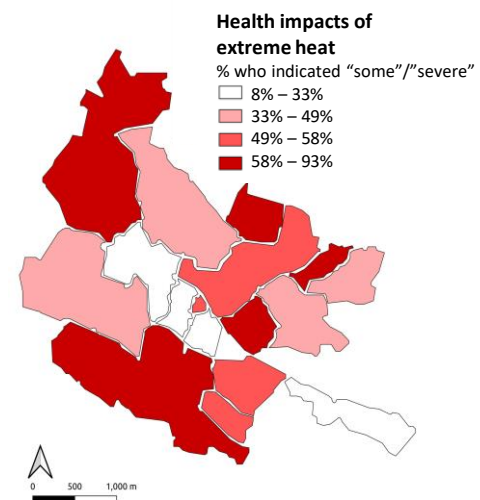 Health impacts of
extreme heat
% who indicated “some”/”severe”
8% – 33%
33% – 49%
49% – 58%
58% – 93%
0 500 1,000 m